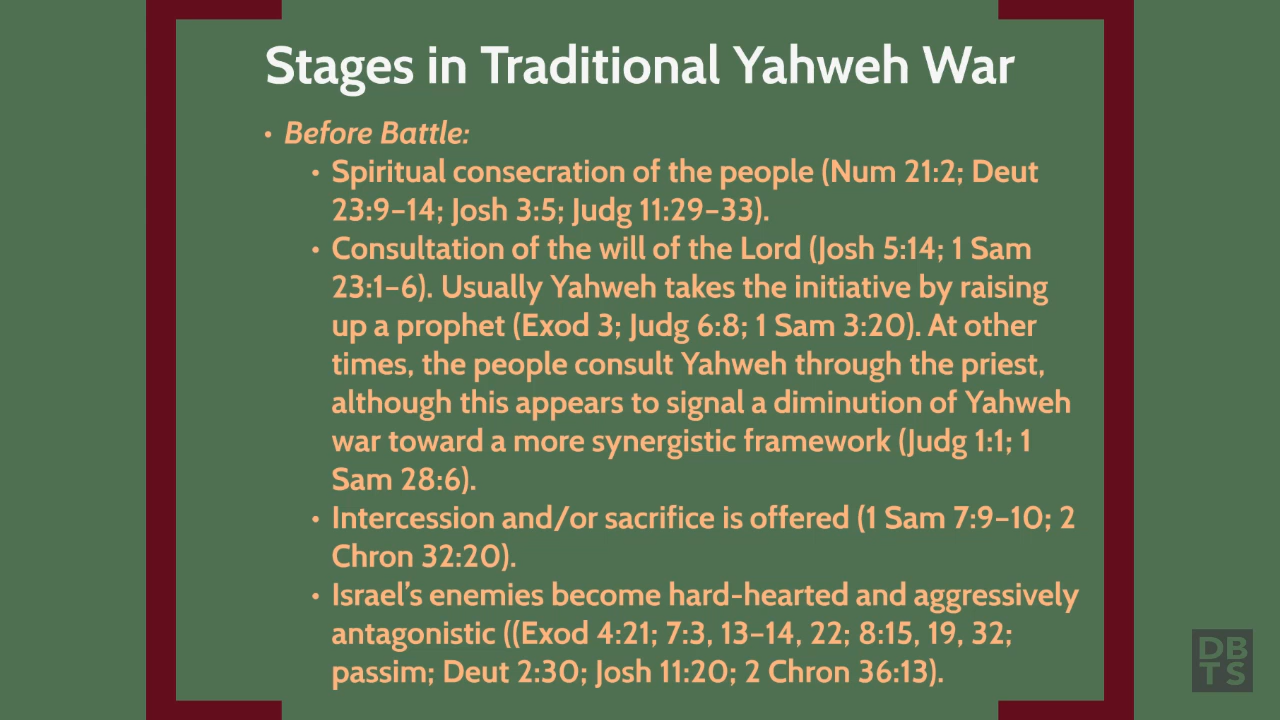 Stages in Traditional Yahweh War
• Before Battle:
• Spiritual consecration of the people (Num 21:2; Deut
23:9–14; Josh 3:5; Judg 11:29–33).
• Consultation of the will of the Lord (Josh 5:14; 1 Sam
23:1–6). Usually Yahweh takes the initiative by raising
up a prophet (Exod 3; Judg 6:8; 1 Sam 3:20). At other
times, the people consult Yahweh through the priest,
although this appears to signal a diminution of Yahweh
war toward a more synergistic framework (Judg 1:1; 1
Sam 28:6).
• Intercession and/or sacrifice is offered (1 Sam 7:9–10; 2
Chron 32:20).
• Israel’s enemies become hard-hearted and aggressively
antagonistic ((Exod 4:21; 7:3, 13–14, 22; 8:15, 19, 32;
passim; Deut 2:30; Josh 11:20; 2 Chron 36:13).
DB
TS